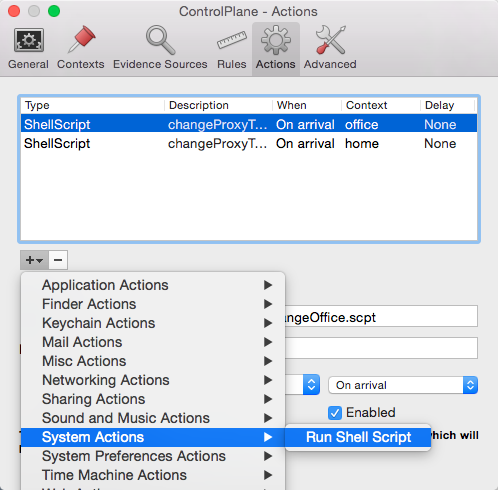 ControlPlane - Actions
General Contexts Evidence Sources Rules Actions Advanced
Type Description When Context Delay
ShellScript changeProxyT... On arrival office None
ShellScript changeProxyT... On arrival home None
Application Actions
Finder Actions
angeOffice.scpt
Keychain Actions
Mail Actions
Misc Actions
Networking Actions
On arrival
Sharing Actions
Sound and Music Actions
Enabled
System Actions
Run Shell Script
which will
System Preferences Actions
Time Machine Actions